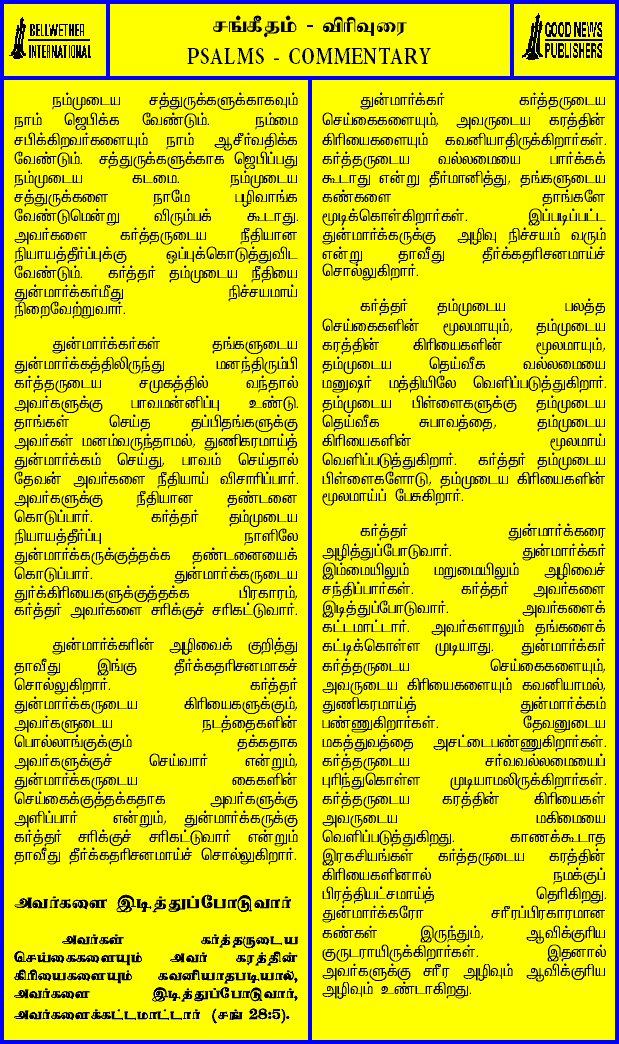 BELLWETHER
INTERNATIONAL
சங்கீதம் - விரிவுரை
PSALMS - COMMENTARY
GOOD NEWS
PUBLISHERS
நம்முடைய சத்துருக்களுக்காகவும்
நாம் ஜெபிக்க வேண்டும். நம்மை
சபிக்கிறவர்களையும் நாம் ஆசீர்வதிக்க
வேண்டும். சத்துருக்களுக்காக ஜெபிப்பது
நம்முடைய கடமை. நம்முடைய
சத்துருக்களை நாமே பழிவாங்க
வேண்டுமென்று விரும்பக் கூடாது.
அவர்களை கர்த்தருடைய நீதியான
நியாயத்தீர்ப்புக்கு ஒப்புக்கொடுத்துவிட
வேண்டும். கர்த்தர் தம்முடைய நீதியை
துன்மார்க்கர்மீது நிச்சயமாய்
நிறைவேற்றுவார்.
துன்மார்க்கர்கள் தங்களுடைய
துன்மார்க்கத்திலிருந்து மனந்திரும்பி
கர்த்தருடைய சமுகத்தில் வந்தால்
அவர்களுக்கு பாவமன்னிப்பு உண்டு.
தாங்கள் செய்த தப்பிதங்களுக்கு
அவர்கள் மனம்வருந்தாமல், துணிகரமாய்த்
துன்மார்க்கம் செய்து, பாவம் செய்தால்
தேவன் அவர்களை நீதியாய் விசாரிப்பார்.
அவர்களுக்கு நீதியான தண்டனை
கொடுப்பார். கர்த்தர் தம்முடைய
நியாயத்தீர்ப்பு நாளிலே
துன்மார்க்கருக்குத்தக்க தண்டனையைக்
கொடுப்பார். துன்மார்க்கருடைய
துர்க்கிரியைகளுக்குத்தக்க பிரகாரம்,
கர்த்தர் அவர்களை சரிக்குச் சரிகட்டுவார்.
துன்மார்க்கரின் அழிவைக் குறித்து
தாவீது இங்கு தீர்க்கதரிசனமாகச்
சொல்லுகிறார். கர்த்தர்
துன்மார்க்கருடைய கிரியைகளுக்கும்,
அவர்களுடைய நடத்தைகளின்
பொல்லாங்குக்கும் தக்கதாக
அவர்களுக்குச் செய்வார் என்றும்,
துன்மார்க்கருடைய கைகளின்
செய்கைக்குத்தக்கதாக அவர்களுக்கு
அளிப்பார் என்றும், துன்மார்க்கருக்கு
கர்த்தர் சரிக்குச் சரிகட்டுவார் என்றும்
தாவீது தீர்க்கதரிசனமாய்ச் சொல்லுகிறார்.
அவர்களை இடித்துப்போடுவார்
அவர்கள் கர்த்தருடைய
செய்கைகளையும் அவர் கரத்தின்
கிரியைகளையும் கவனியாதபடியால்,
அவர்களை இடித்துப்போடுவார்,
அவர்களைக்கட்டமாட்டார் (சங் 28:5).
துன்மார்க்கர் கர்த்தருடைய
செய்கைகளையும், அவருடைய கரத்தின்
கிரியைகளையும் கவனியாதிருக்கிறார்கள்.
கர்த்தருடைய வல்லமையை பார்க்கக்
கூடாது என்று தீர்மானித்து, தங்களுடைய
கண்களை தாங்களே
மூடிக்கொள்கிறார்கள். இப்படிப்பட்ட
துன்மார்க்கருக்கு அழிவு நிச்சயம் வரும்
என்று தாவீது தீர்க்கதரிசனமாய்ச்
சொல்லுகிறார்.
கர்த்தர் தம்முடைய பலத்த
செய்கைகளின் மூலமாயும், தம்முடைய
கரத்தின் கிரியைகளின் மூலமாயும்,
தம்முடைய தெய்வீக வல்லமையை
மனுஷர் மத்தியிலே வெளிப்படுத்துகிறார்.
தம்முடைய பிள்ளைகளுக்கு தம்முடைய
தெய்வீக சுபாவத்தை, தம்முடைய
கிரியைகளின் மூலமாய்
வெளிப்படுத்துகிறார். கர்த்தர் தம்முடைய
பிள்ளைகளோடு, தம்முடைய கிரியைகளின்
மூலமாய்ப் பேசுகிறார்.
கர்த்தர் துன்மார்க்கரை
அழித்துப்போடுவார். துன்மார்க்கர்
இம்மையிலும் மறுமையிலும் அழிவைச்
சந்திப்பார்கள். கர்த்தர் அவர்களை
இடித்துப்போடுவார். அவர்களைக்
கட்டமாட்டார். அவர்களாலும் தங்களைக்
கட்டிக்கொள்ள முடியாது. துன்மார்க்கர்
கர்த்தருடைய செய்கைகளையும்,
அவருடைய கிரியைகளையும் கவனியாமல்,
துணிகரமாய்த் துன்மார்க்கம்
பண்ணுகிறார்கள். தேவனுடைய
மகத்துவத்தை அசட்டைபண்ணுகிறார்கள்.
கர்த்தருடைய சர்வவல்லமையைப்
புரிந்துகொள்ள முடியாமலிருக்கிறார்கள்.
கர்த்தருடைய கரத்தின் கிரியைகள்
அவருடைய மகிமையை
வெளிப்படுத்துகிறது. காணக்கூடாத
இரகசியங்கள் கர்த்தருடைய கரத்தின்
கிரியைகளினால் நமக்குப்
பிரத்தியட்சமாய்த் தெரிகிறது.
துன்மார்க்கரோ சரீரப்பிரகாரமான
கண்கள் இருந்தும், ஆவிக்குரிய
குருடராயிருக்கிறார்கள். இதனால்
அவர்களுக்கு சரீர அழிவும் ஆவிக்குரிய
அழிவும் உண்டாகிறது.